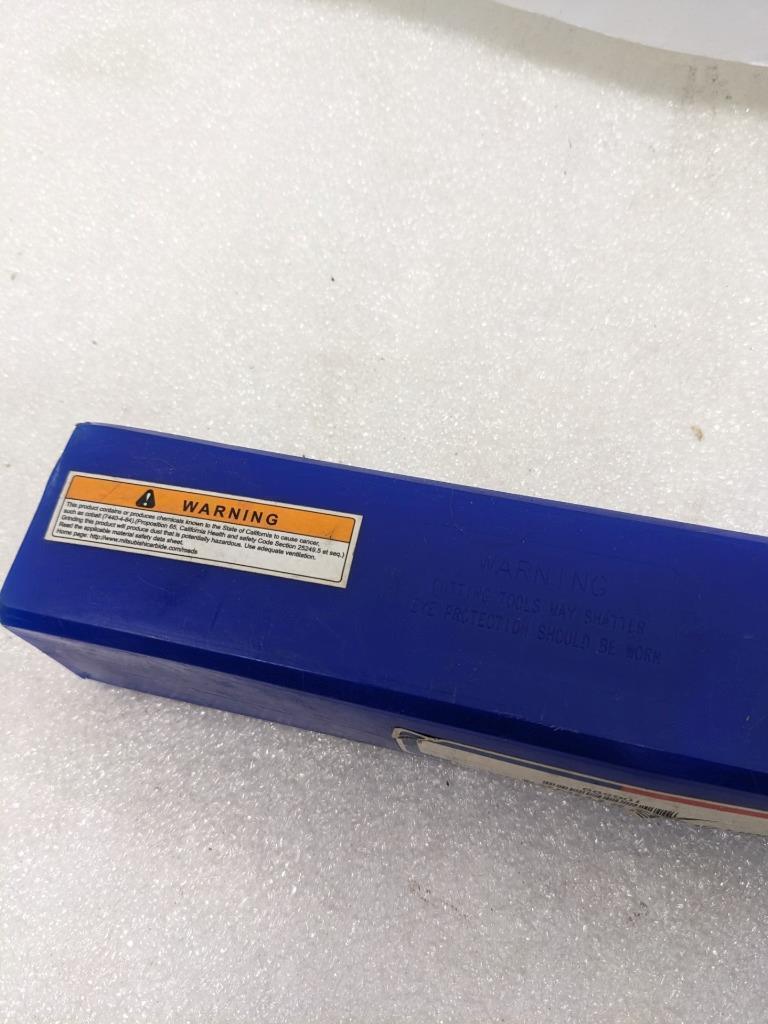 WARNING
This product contains or produces chemicals known to the State of California to cause cancer,
such as cobalt (7440-4-84).(Proposition 65, California Health and safety Code Section 25249.5 st seq.)
Grinding this product will produce dust that is potentially hazardous. Use adequate ventilation.
Read the applicable material safety data sheet.
Home page: http://www.mitsubishicarbide.com/msds
WARNING
CUTTING TOOLS MAY SHATTER
EYE PROTECTION SHOULD BE WORN